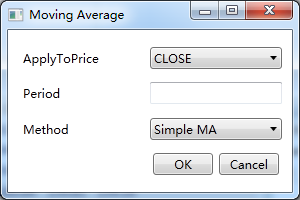 Moving Average
ApplyToPrice CLOSE
Period
Method Simple MA
OK Cancel